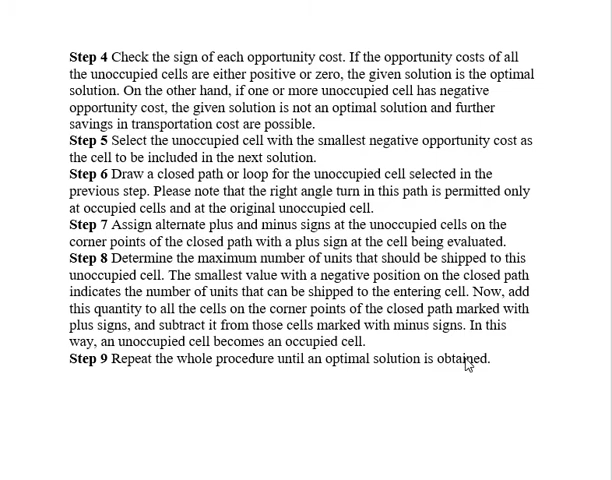 Step 4 Check the sign of each opportunity cost. If the opportunity costs of all
the unoccupied cells are either positive or zero, the given solution is the optimal
solution. On the other hand, if one or more unoccupied cell has negative
opportunity cost, the given solution is not an optimal solution and further
savings in transportation cost are possible.
Step 5 Select the unoccupied cell with the smallest negative opportunity cost as
the cell to be included in the next solution.
Step 6 Draw a closed path or loop for the unoccupied cell selected in the
previous step. Please note that the right angle turn in this path is permitted only
at occupied cells and at the original unoccupied cell.
Step 7 Assign alternate plus and minus signs at the unoccupied cells on the
corner points of the closed path with a plus sign at the cell being evaluated.
Step 8 Determine the maximum number of units that should be shipped to this
unoccupied cell. The smallest value with a negative position on the closed path
indicates the number of units that can be shipped to the entering cell. Now, add
this quantity to all the cells on the corner points of the closed path marked with
plus signs, and subtract it from those cells marked with minus signs. In this
way, an unoccupied cell becomes an occupied cell.
Step 9 Repeat the whole procedure until an optimal solution is obtained.